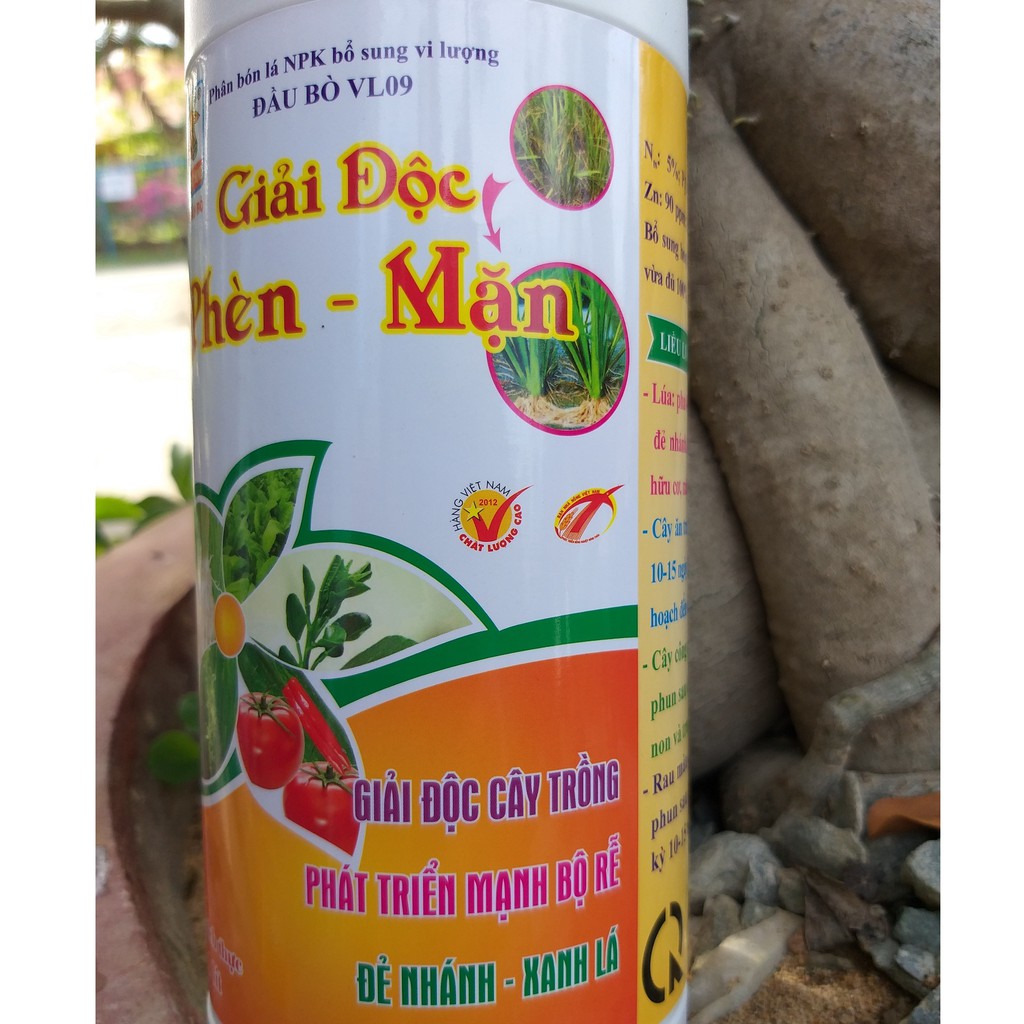 Phân bón lá NPK bổ sung vi lượng
ĐẦU BÒ VL09
Giải Độc
Phèn - Mặn
HÀNG VIỆT NAM
2012
CHẤT LƯỢNG CAO
GIẢI ĐỘC CÂY TRỒNG
PHÁT TRIỂN MẠNH BỘ RỄ
ĐẺ NHÁNH - XANH LÁ
5%
Zn: 90 ppm
Bổ sung
vừa đủ 100%
LIỀU
- Lúa:
đẻ nhánh
hữu
- Cây ăn
10-15
hoạch
- Cây công
phun
non và
- Rau
phun
kỳ 10-15